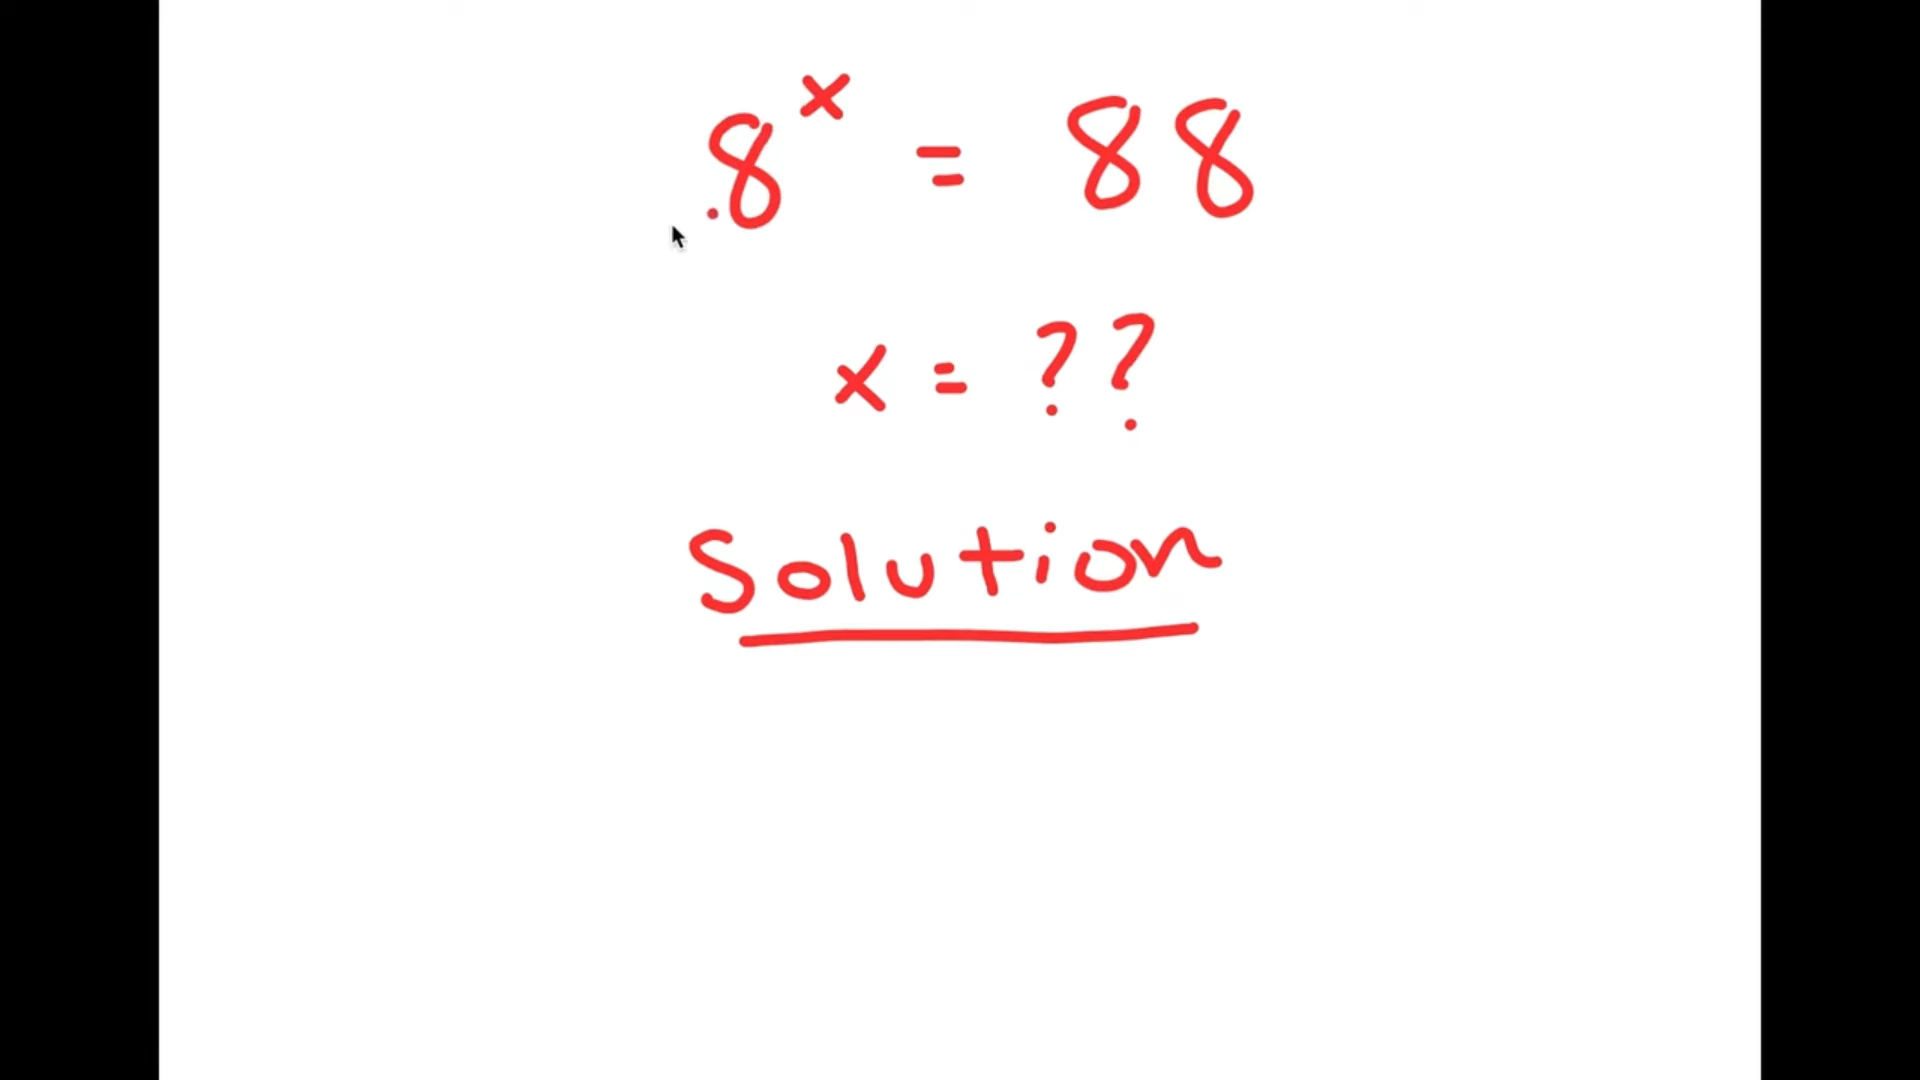 .8^x = 88
x = ??
Solution